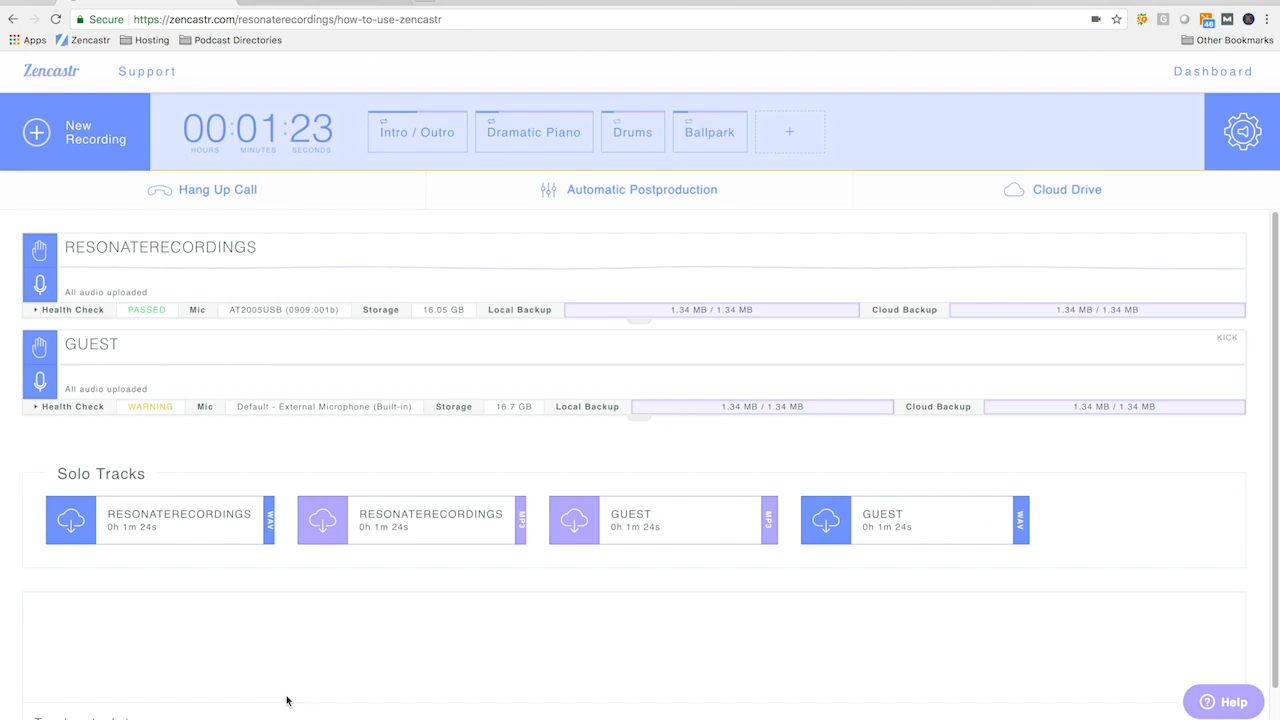 Secure https://zencastr.com/resonaterecordings/how-to-use-zencastr
Apps Zencastr Hosting Podcast Directories Other Bookmarks
Zencastr Support Dashboard
New Recording
00:01:23
HOURS MINUTES SECONDS
Intro / Outro Dramatic Piano Drums Ballpark +
Hang Up Call Automatic Postproduction Cloud Drive
RESONATERECORDINGS
All audio uploaded
Health Check PASSED Mic AT2005USB (0909:001b) Storage 16.05 GB Local Backup 1.34 MB / 1.34 MB Cloud Backup 1.34 MB / 1.34 MB
GUEST KICK
All audio uploaded
Health Check WARNING Mic Default - External Microphone (Built-in) Storage 16.7 GB Local Backup 1.34 MB / 1.34 MB Cloud Backup 1.34 MB / 1.34 MB
Solo Tracks
RESONATERECORDINGS
0h 1m 24s
WAV
RESONATERECORDINGS
0h 1m 24s
MP3
GUEST
0h 1m 24s
MP3
GUEST
0h 1m 24s
WAV
Help